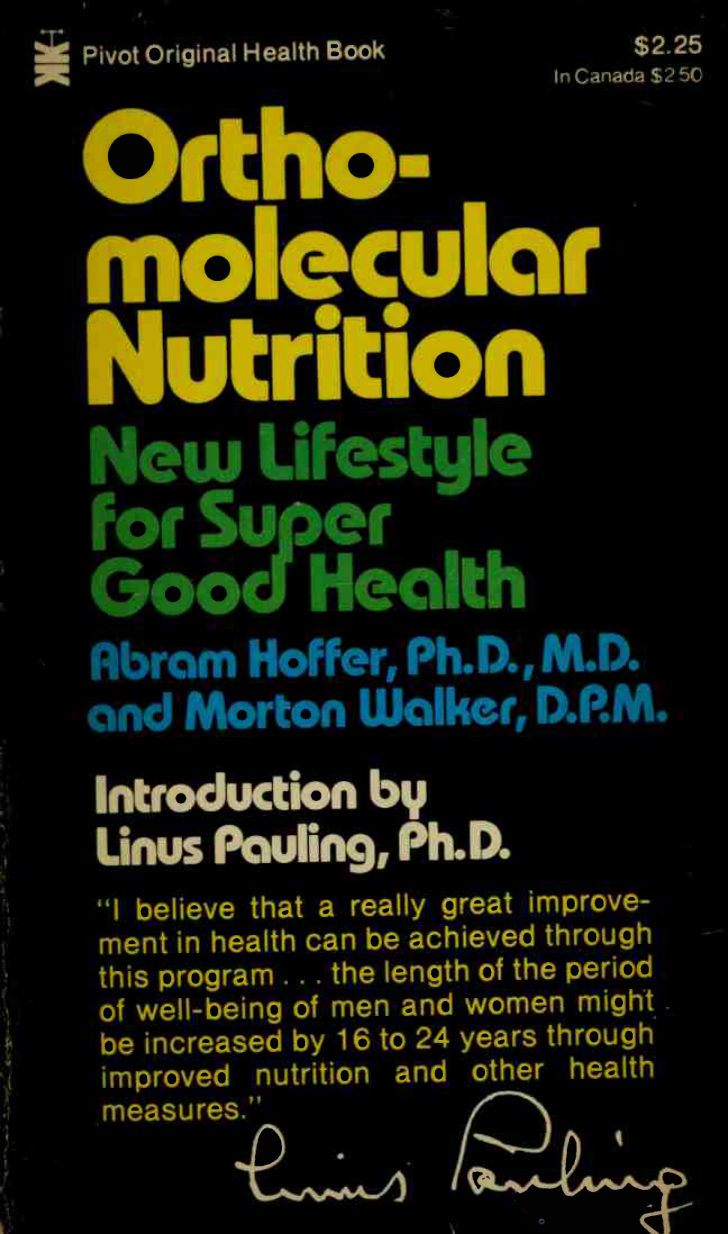 Pivot Original Health Book
$2.25
In Canada $2.50
Ortho-
molecular
Nutrition
New Lifestyle
for Super
Good Health
Abram Hoffer, Ph.D., M.D.
and Morton Walker, D.P.M.
Introduction by
Linus Pauling, Ph.D.
"I believe that a really great improve-
ment in health can be achieved through
this program . . . the length of the period
of well-being of men and women might
be increased by 16 to 24 years through
improved nutrition and other health
measures."
Linus Pauling